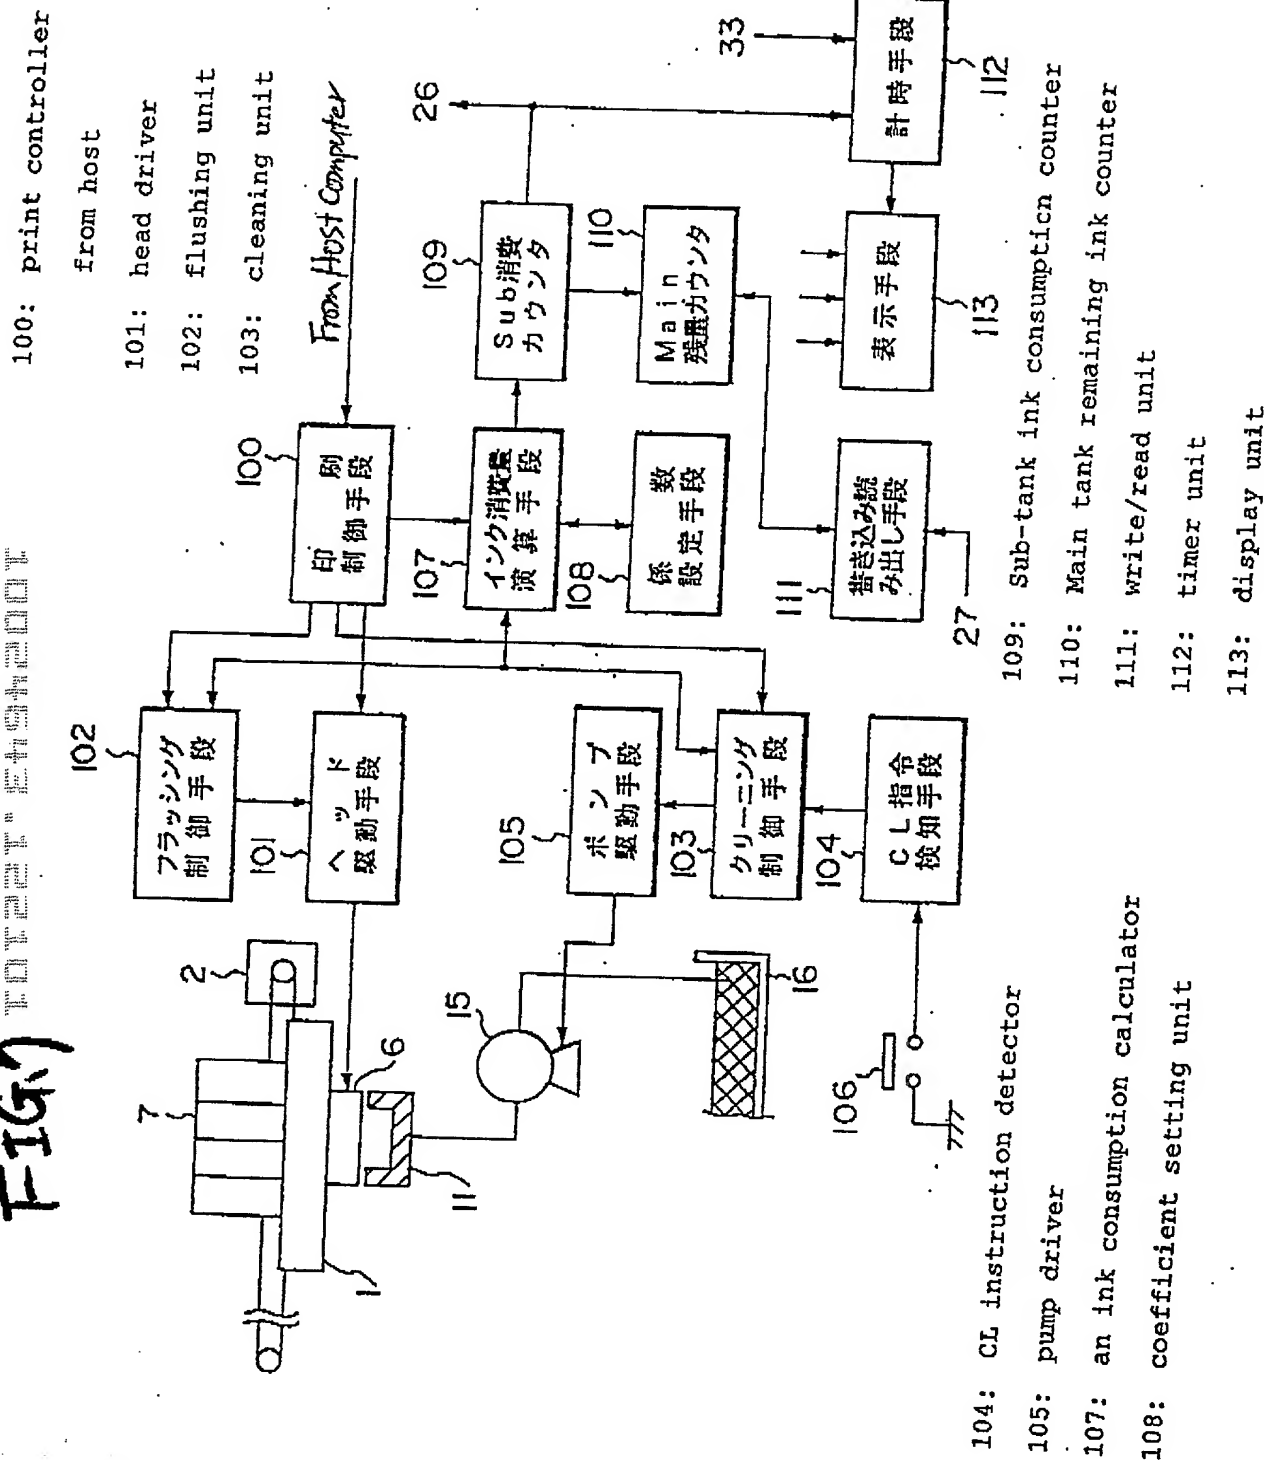 FIG.7
100: print controller
from host
101: head driver
102: flushing unit
103: cleaning unit
From Host Computer
7
2
6
1
11
15
16
106
102
フラッシング
制御手段
101
ヘッド
駆動手段
105
ポンプ
駆動手段
103
クリーニング
制御手段
104
CL指令
検知手段
100
印刷
制御手段
107
インク消費量
演算手段
108
係数
設定手段
111
書き込み読
み出し手段
27
109
Sub消費
カウンタ
110
Main
残量カウンタ
26
33
計時手段
112
表示手段
113
104: CL instruction detector
105: pump driver
107: an ink consumption calculator
108: coefficient setting unit
109: Sub-tank ink consumption counter
110: Main tank remaining ink counter
111: write/read unit
112: timer unit
113: display unit